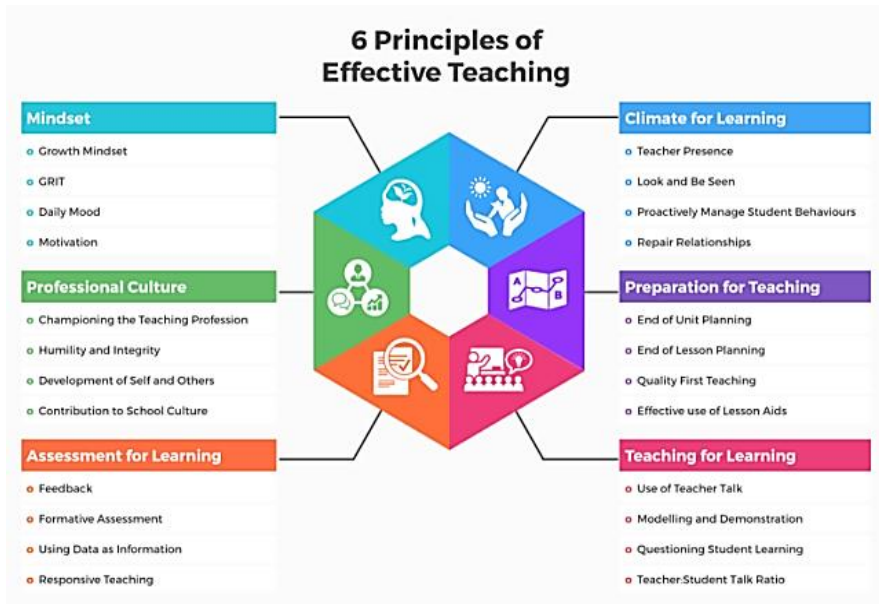 6 Principles of
Effective Teaching
Mindset
Growth Mindset
GRIT
Daily Mood
Motivation
Professional Culture
Championing the Teaching Profession
Humility and Integrity
Development of Self and Others
Contribution to School Culture
Assessment for Learning
Feedback
Formative Assessment
Using Data as Information
Responsive Teaching
Climate for Learning
Teacher Presence
Look and Be Seen
Proactively Manage Student Behaviours
Repair Relationships
Preparation for Teaching
End of Unit Planning
End of Lesson Planning
Quality First Teaching
Effective use of Lesson Aids
Teaching for Learning
Use of Teacher Talk
Modelling and Demonstration
Questioning Student Learning
Teacher:Student Talk Ratio
A
B